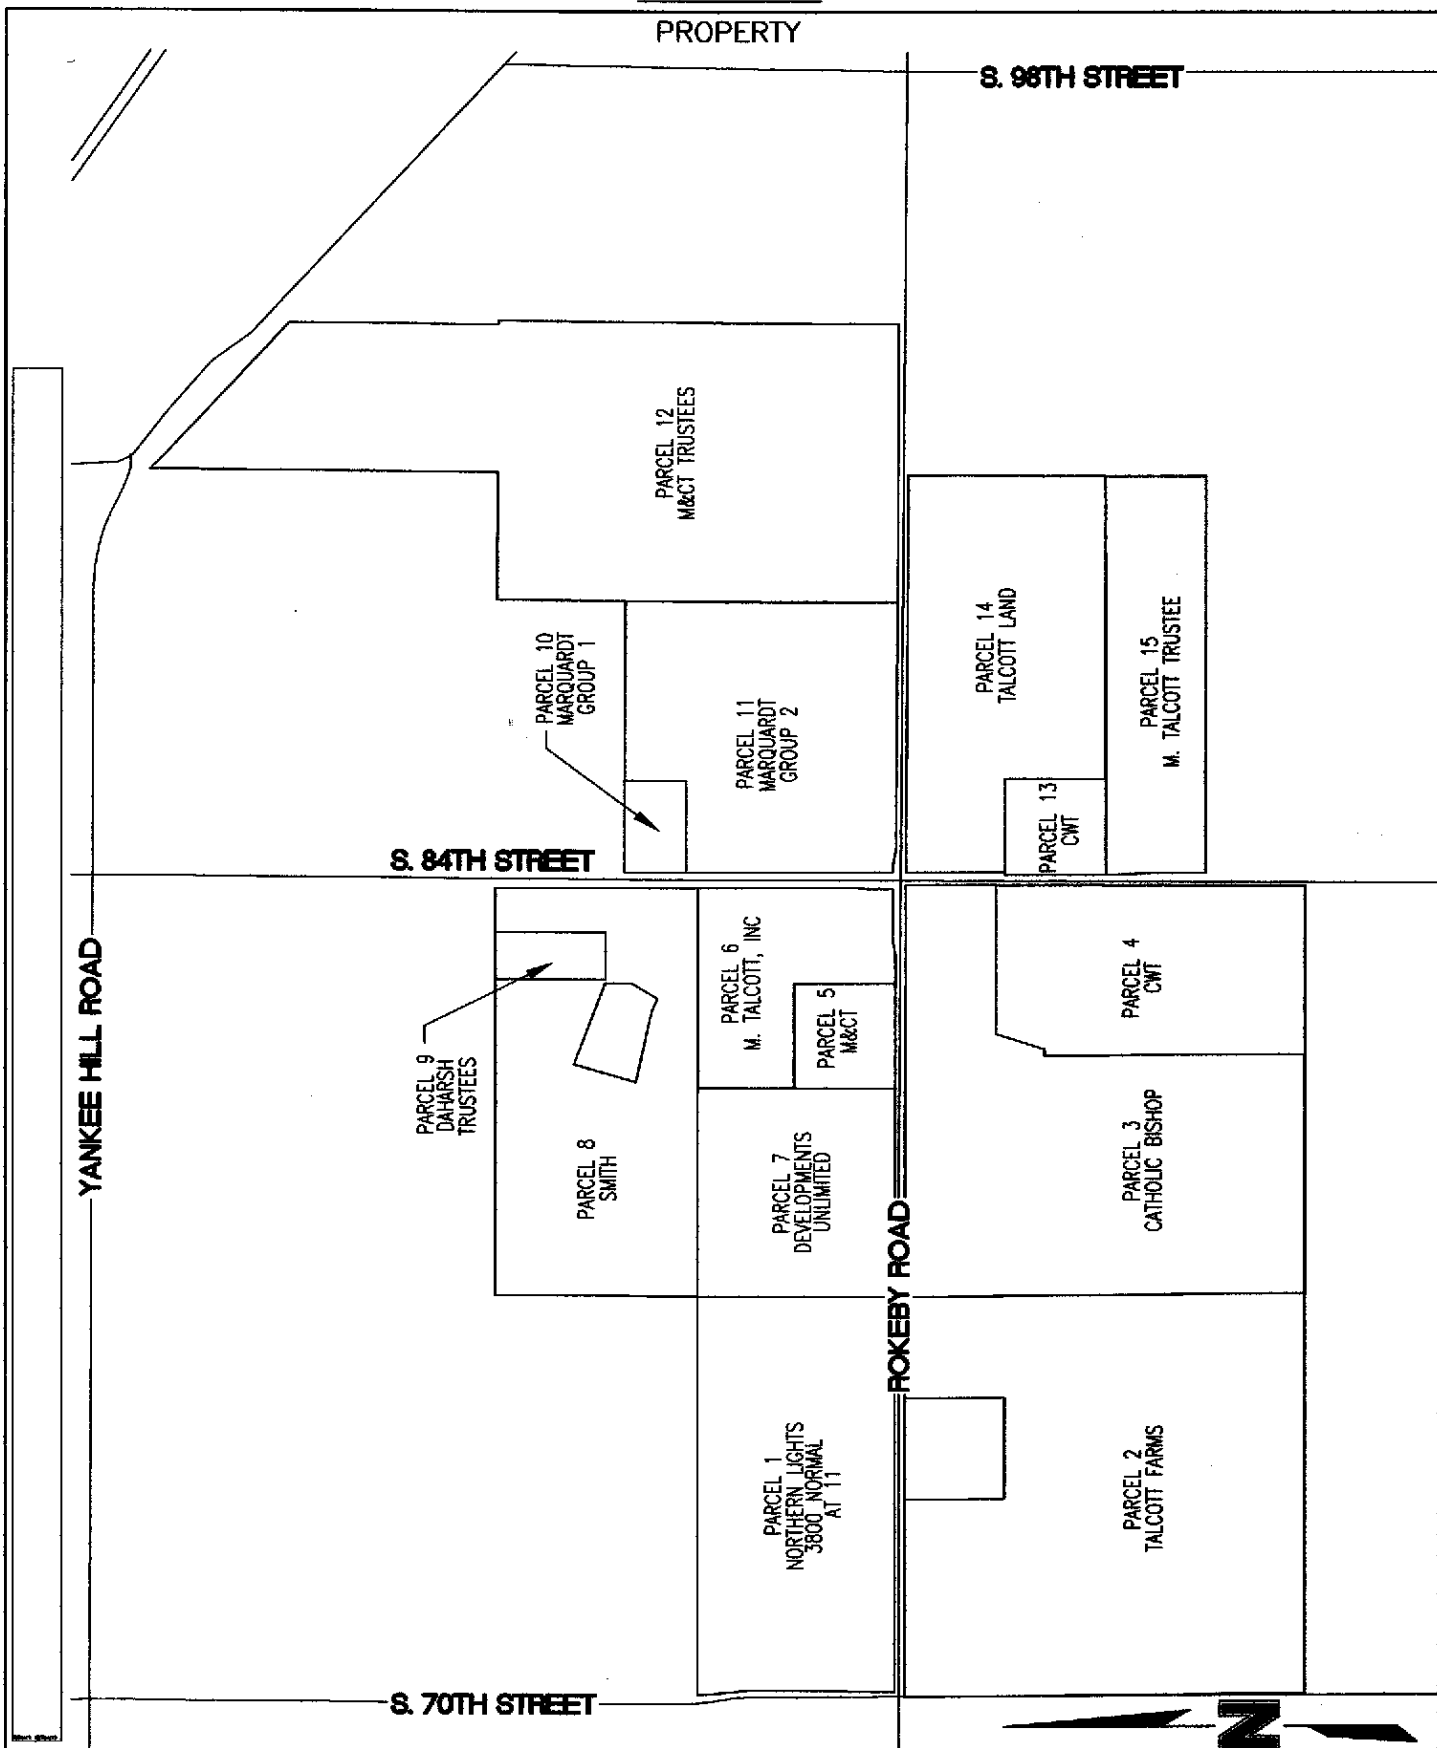 PROPERTY
S. 98TH STREET
PARCEL 12
M&CT TRUSTEES
PARCEL 10
MARQUARDT
GROUP 1
PARCEL 11
MARQUARDT
GROUP 2
PARCEL 14
TALCOTT LAND
PARCEL 15
M. TALCOTT TRUSTEE
PARCEL 13
CWT
S. 84TH STREET
YANKEE HILL ROAD
PARCEL 9
DAHARSH
TRUSTEES
PARCEL 6
M. TALCOTT, INC
PARCEL 5
M&CT
PARCEL 4
CWT
PARCEL 8
SMITH
PARCEL 7
DEVELOPMENTS
UNLIMITED
PARCEL 3
CATHOLIC BISHOP
ROKEBY ROAD
PARCEL 1
NORTHERN LIGHTS
3800 NORMAL
AT 11
PARCEL 2
TALCOTT FARMS
S. 70TH STREET
N